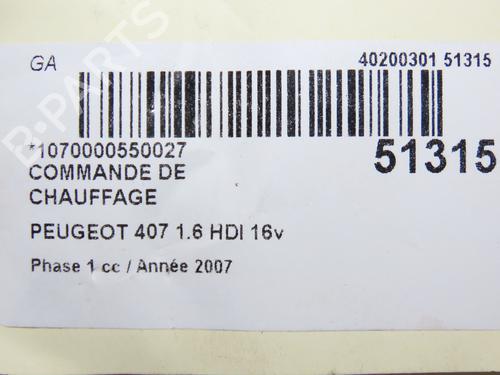 GA
40200301 51315
*1070000550027
51315
COMMANDE DE
CHAUFFAGE
PEUGEOT 407 1.6 HDI 16v
Phase 1 cc / Année 2007
B-PARTS